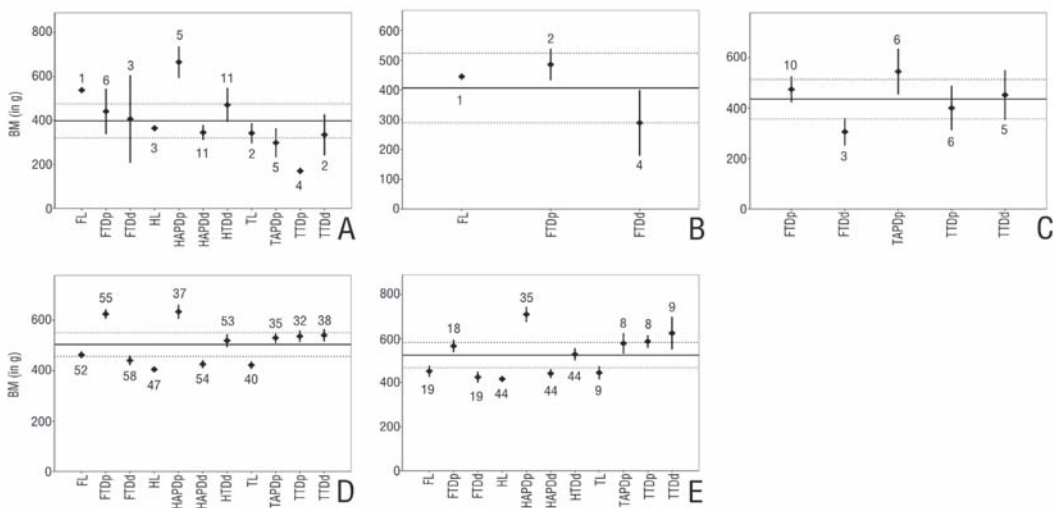 BM (in g)
800
600
400
200
0
1
6
3
3
5
11
11
2
5
4
2
FL
FTDp
FTDd
HL
HAPDp
HAPDd
HTDd
TL
TAPDp
TTDp
TTDd
A
600
500
400
300
200
100
0
1
2
4
FL
FTDp
FTDd
B
600
400
200
0
10
3
6
6
5
FTDp
FTDd
TAPDp
TTDp
TTDd
C
BM (in g)
600
400
200
0
52
55
58
47
37
54
53
40
35
32
38
FL
FTDp
FTDd
HL
HAPDp
HAPDd
HTDd
TL
TAPDp
TTDp
TTDd
D
800
600
400
200
0
19
18
19
44
35
44
44
9
8
8
9
FL
FTDp
FTDd
HL
HAPDp
HAPDd
HTDd
TL
TAPDp
TTDp
TTDd
E